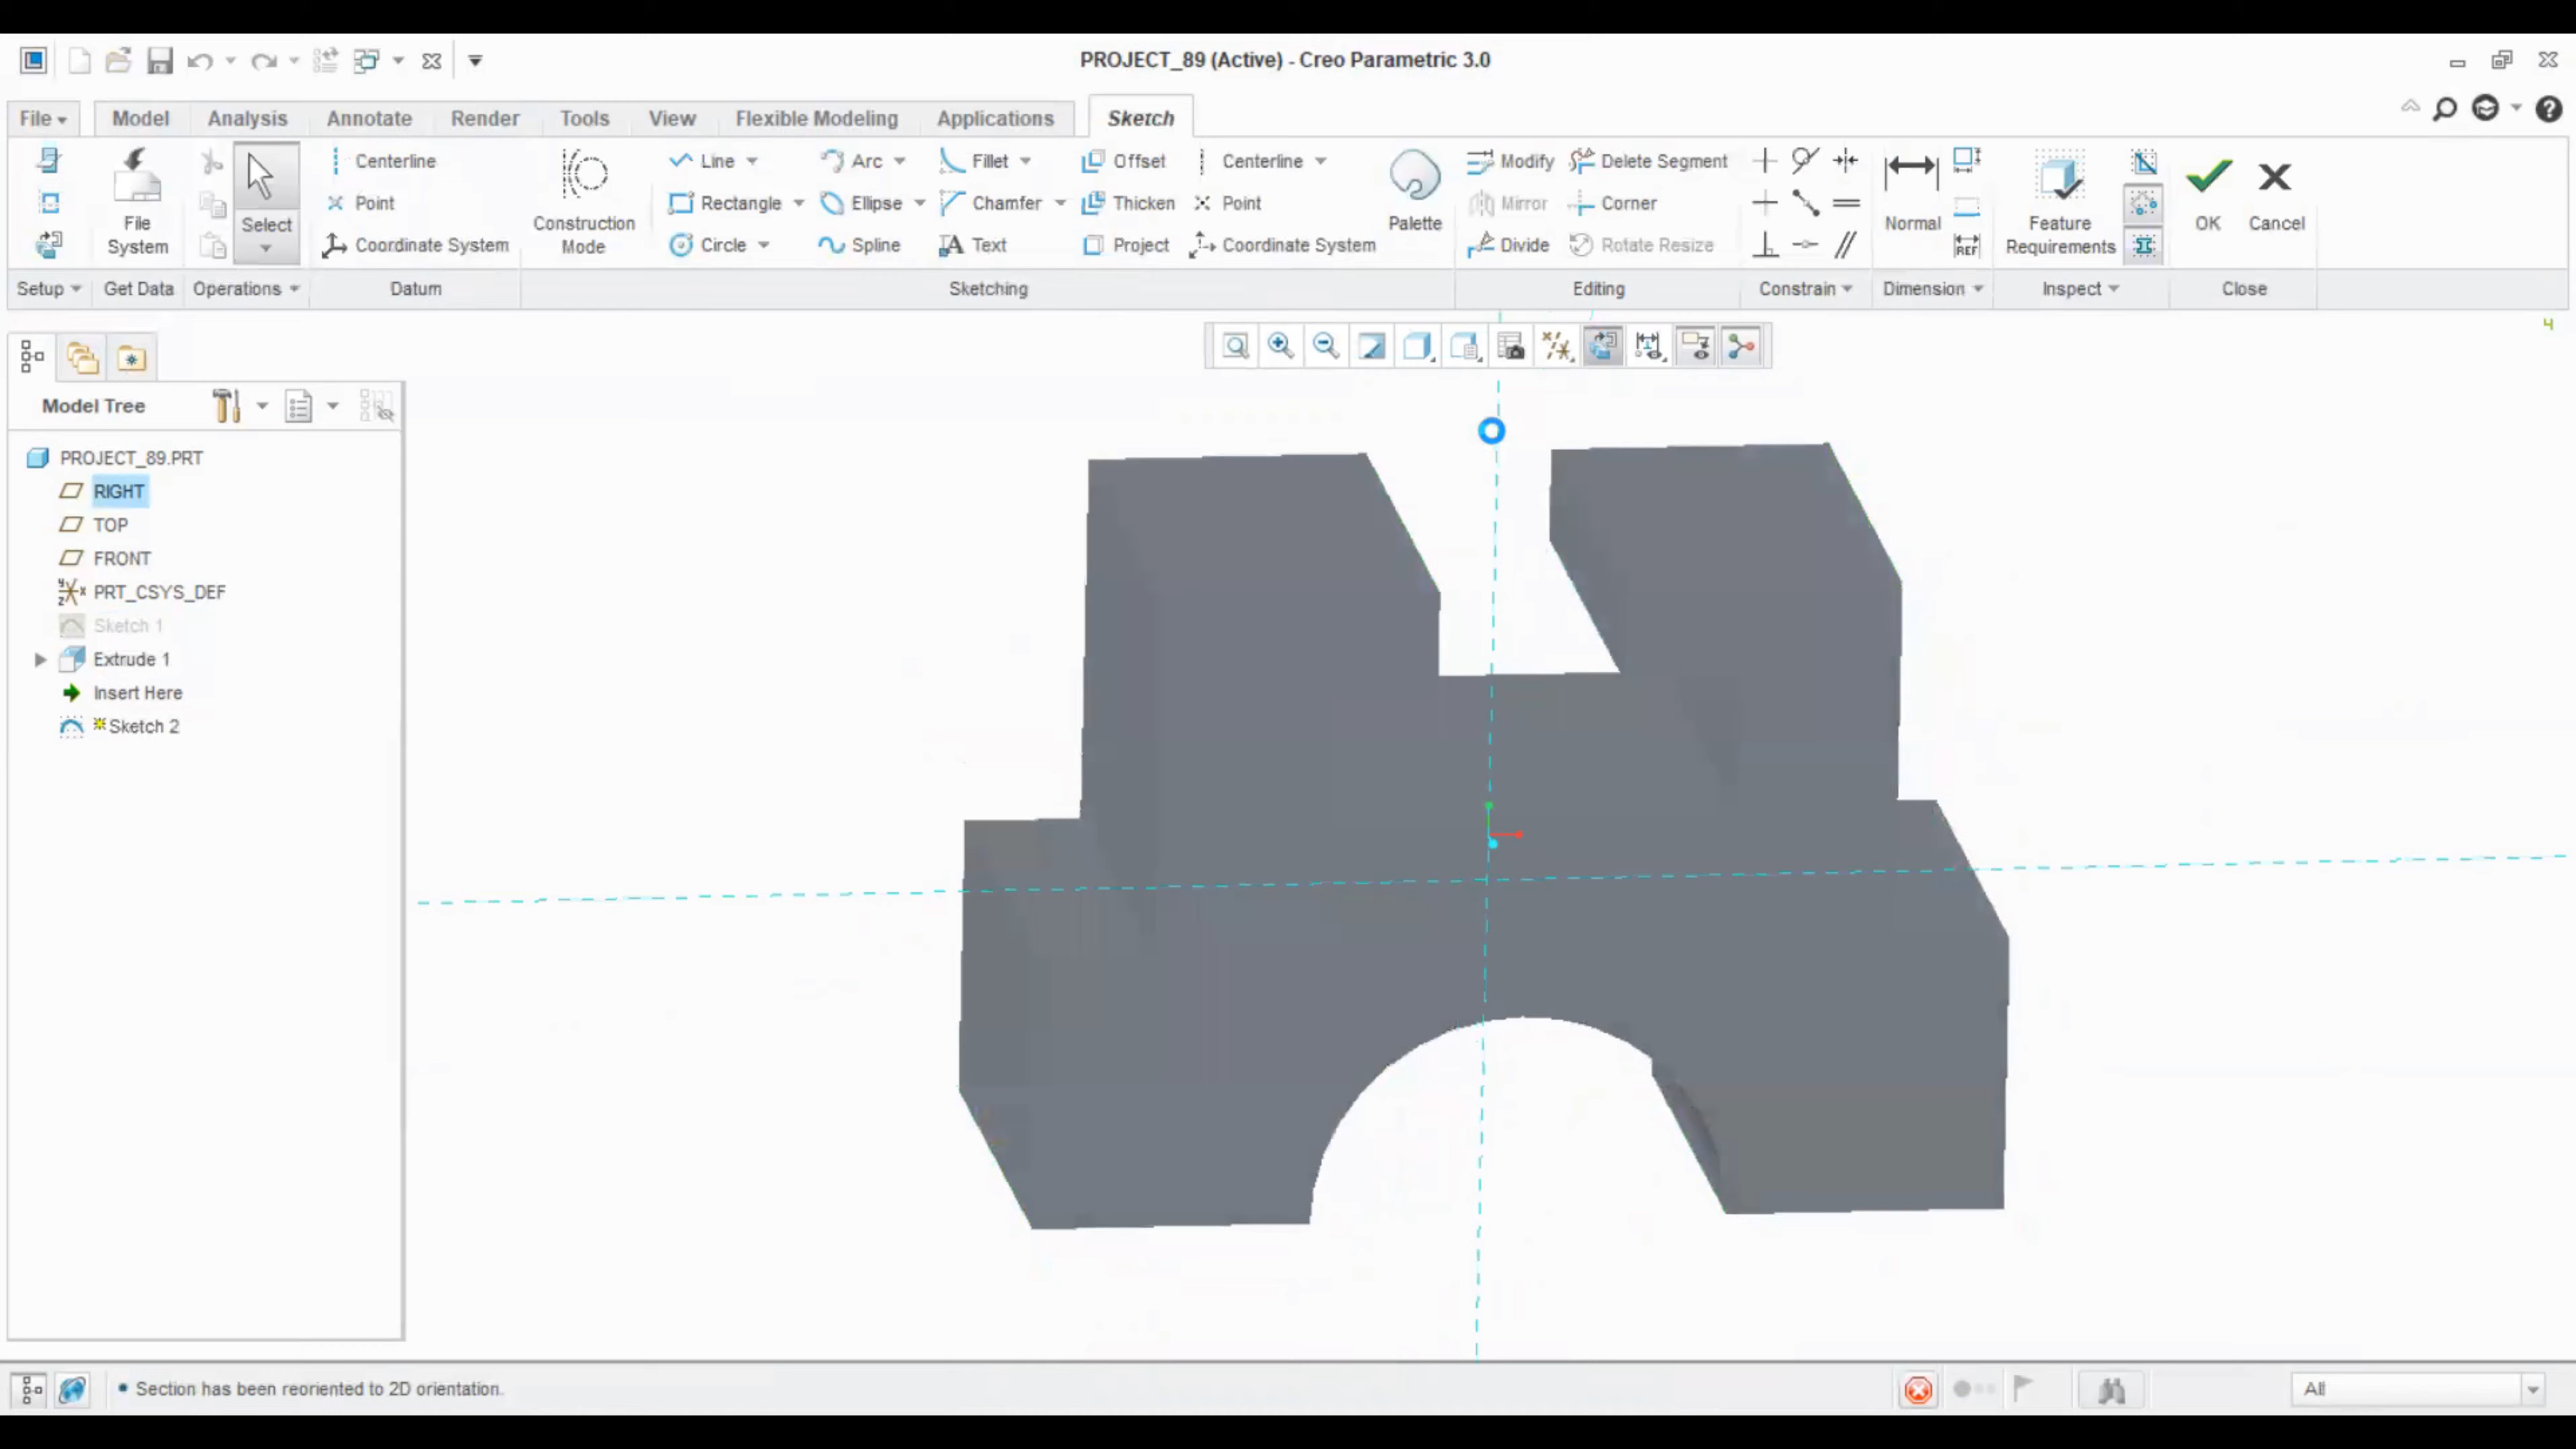 PROJECT_89 (Active) - Creo Parametric 3.0
File Model Analysis Annotate Render Tools View Flexible Modeling Applications Sketch
Centerline Line Arc Fillet Offset Centerline Modify Delete Segment
Point Rectangle Ellipse Chamfer Thicken Point Mirror Corner
File System Select Coordinate System Construction Mode Circle Spline Text Project Coordinate System Palette Divide Rotate Resize Normal REF Feature Requirements OK Cancel
Setup Get Data Operations Datum Sketching Editing Constrain Dimension Inspect Close
4
Model Tree
PROJECT_89.PRT
RIGHT
TOP
FRONT
PRT_CSYS_DEF
Sketch 1
Extrude 1
Insert Here
Sketch 2
• Section has been reoriented to 2D orientation.
All